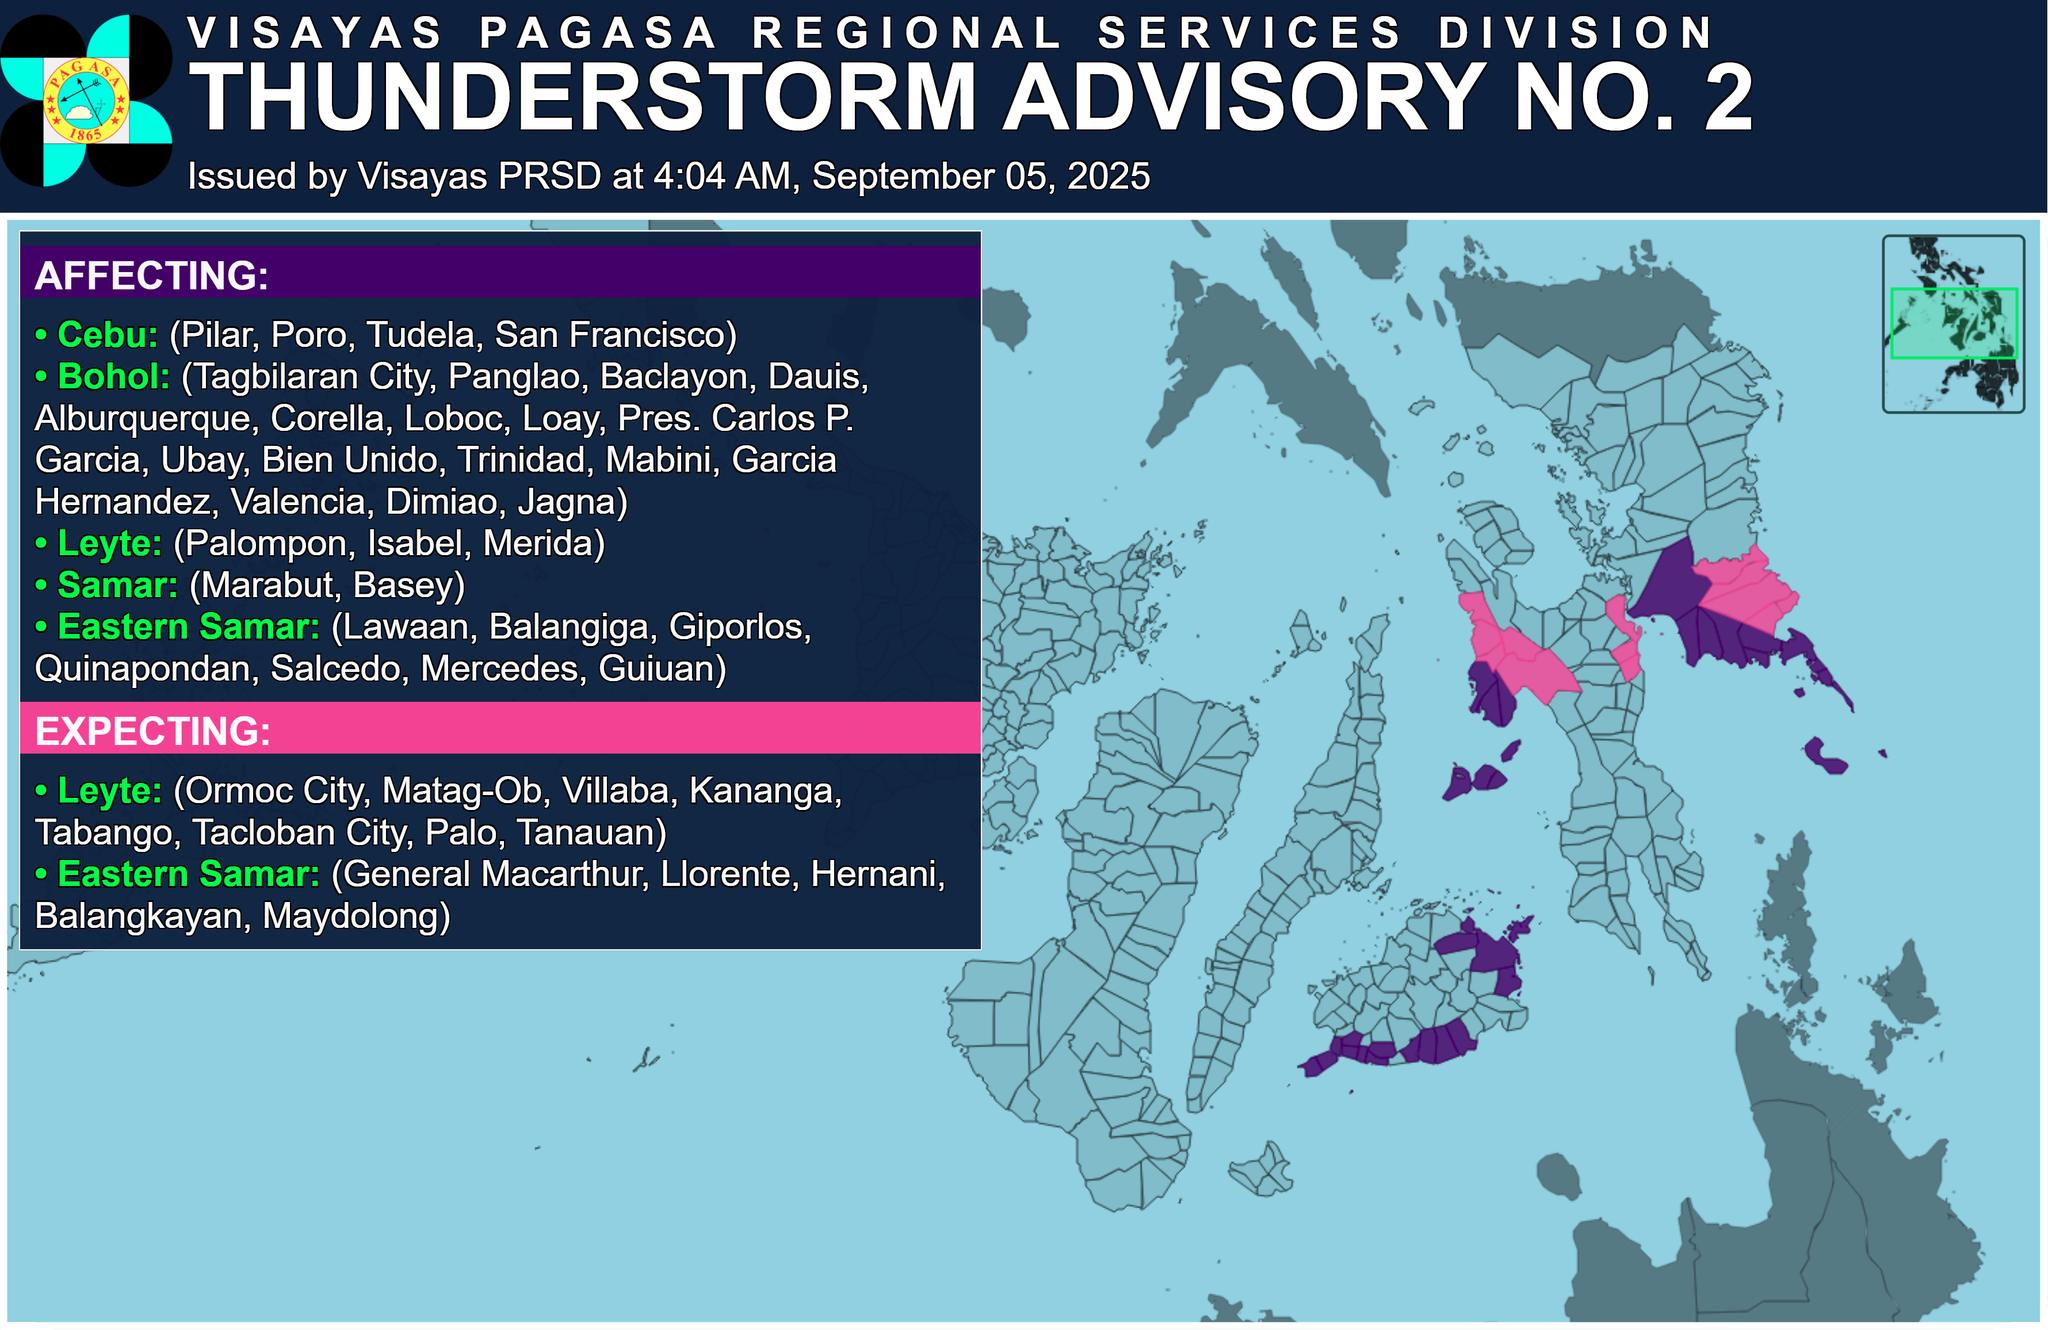 VISAYAS PAGASA REGIONAL SERVICES DIVISION
THUNDERSTORM ADVISORY NO. 2
Issued by Visayas PRSD at 4:04 AM, September 05, 2025
PAGASA
1865
AFFECTING:
• Cebu: (Pilar, Poro, Tudela, San Francisco)
• Bohol: (Tagbilaran City, Panglao, Baclayon, Dauis,
Alburquerque, Corella, Loboc, Loay, Pres. Carlos P.
Garcia, Ubay, Bien Unido, Trinidad, Mabini, Garcia
Hernandez, Valencia, Dimiao, Jagna)
• Leyte: (Palompon, Isabel, Merida)
• Samar: (Marabut, Basey)
• Eastern Samar: (Lawaan, Balangiga, Giporlos,
Quinapondan, Salcedo, Mercedes, Guiuan)
EXPECTING:
• Leyte: (Ormoc City, Matag-Ob, Villaba, Kananga,
Tabango, Tacloban City, Palo, Tanauan)
• Eastern Samar: (General Macarthur, Llorente, Hernani,
Balangkayan, Maydolong)